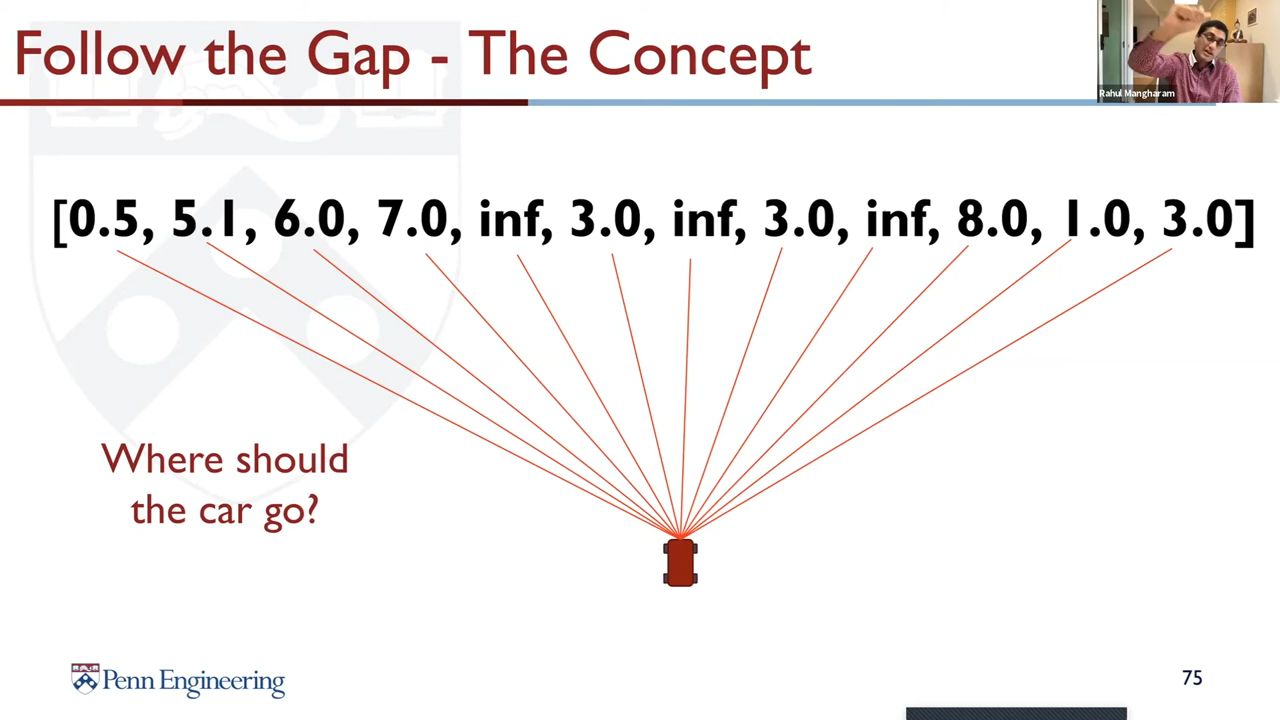 Follow the Gap - The Concept
Rahul Mangharam
[0.5, 5.1, 6.0, 7.0, inf, 3.0, inf, 3.0, inf, 8.0, 1.0, 3.0]
Where should
the car go?
Penn Engineering
75